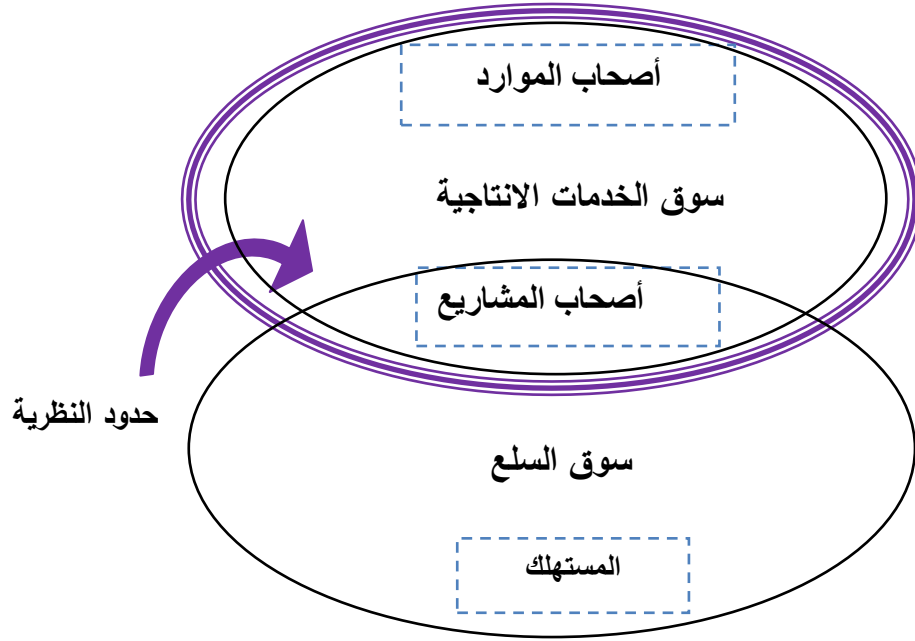 أصحاب الموارد
سوق الخدمات الانتاجية
أصحاب المشاريع
حدود النظرية
سوق السلع
المستهلك